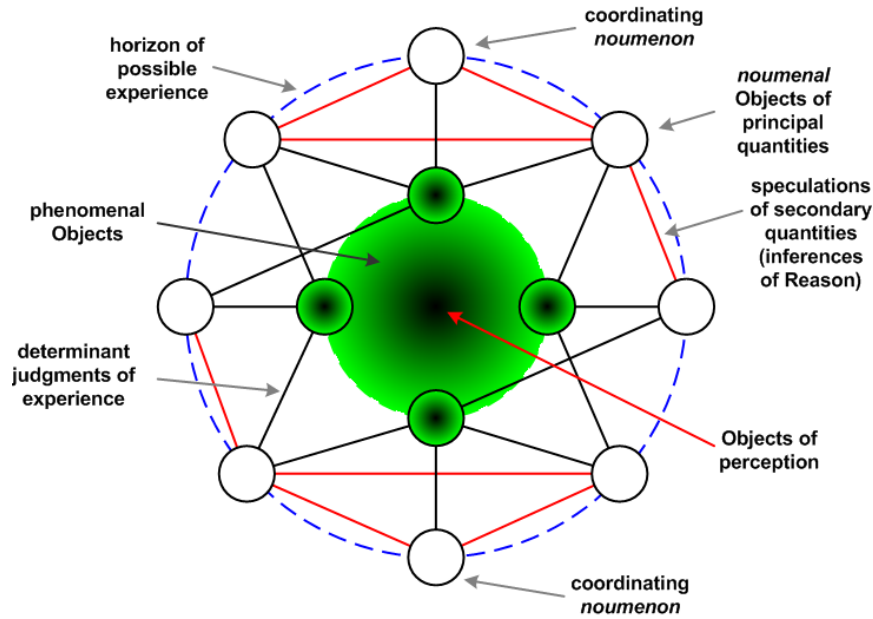 coordinating
noumenon
horizon of
possible
experience
noumenal
Objects of
principal
quantities
phenomenal
Objects
speculations
of secondary
quantities
(inferences
of Reason)
determinant
judgments of
experience
Objects of
perception
coordinating
noumenon